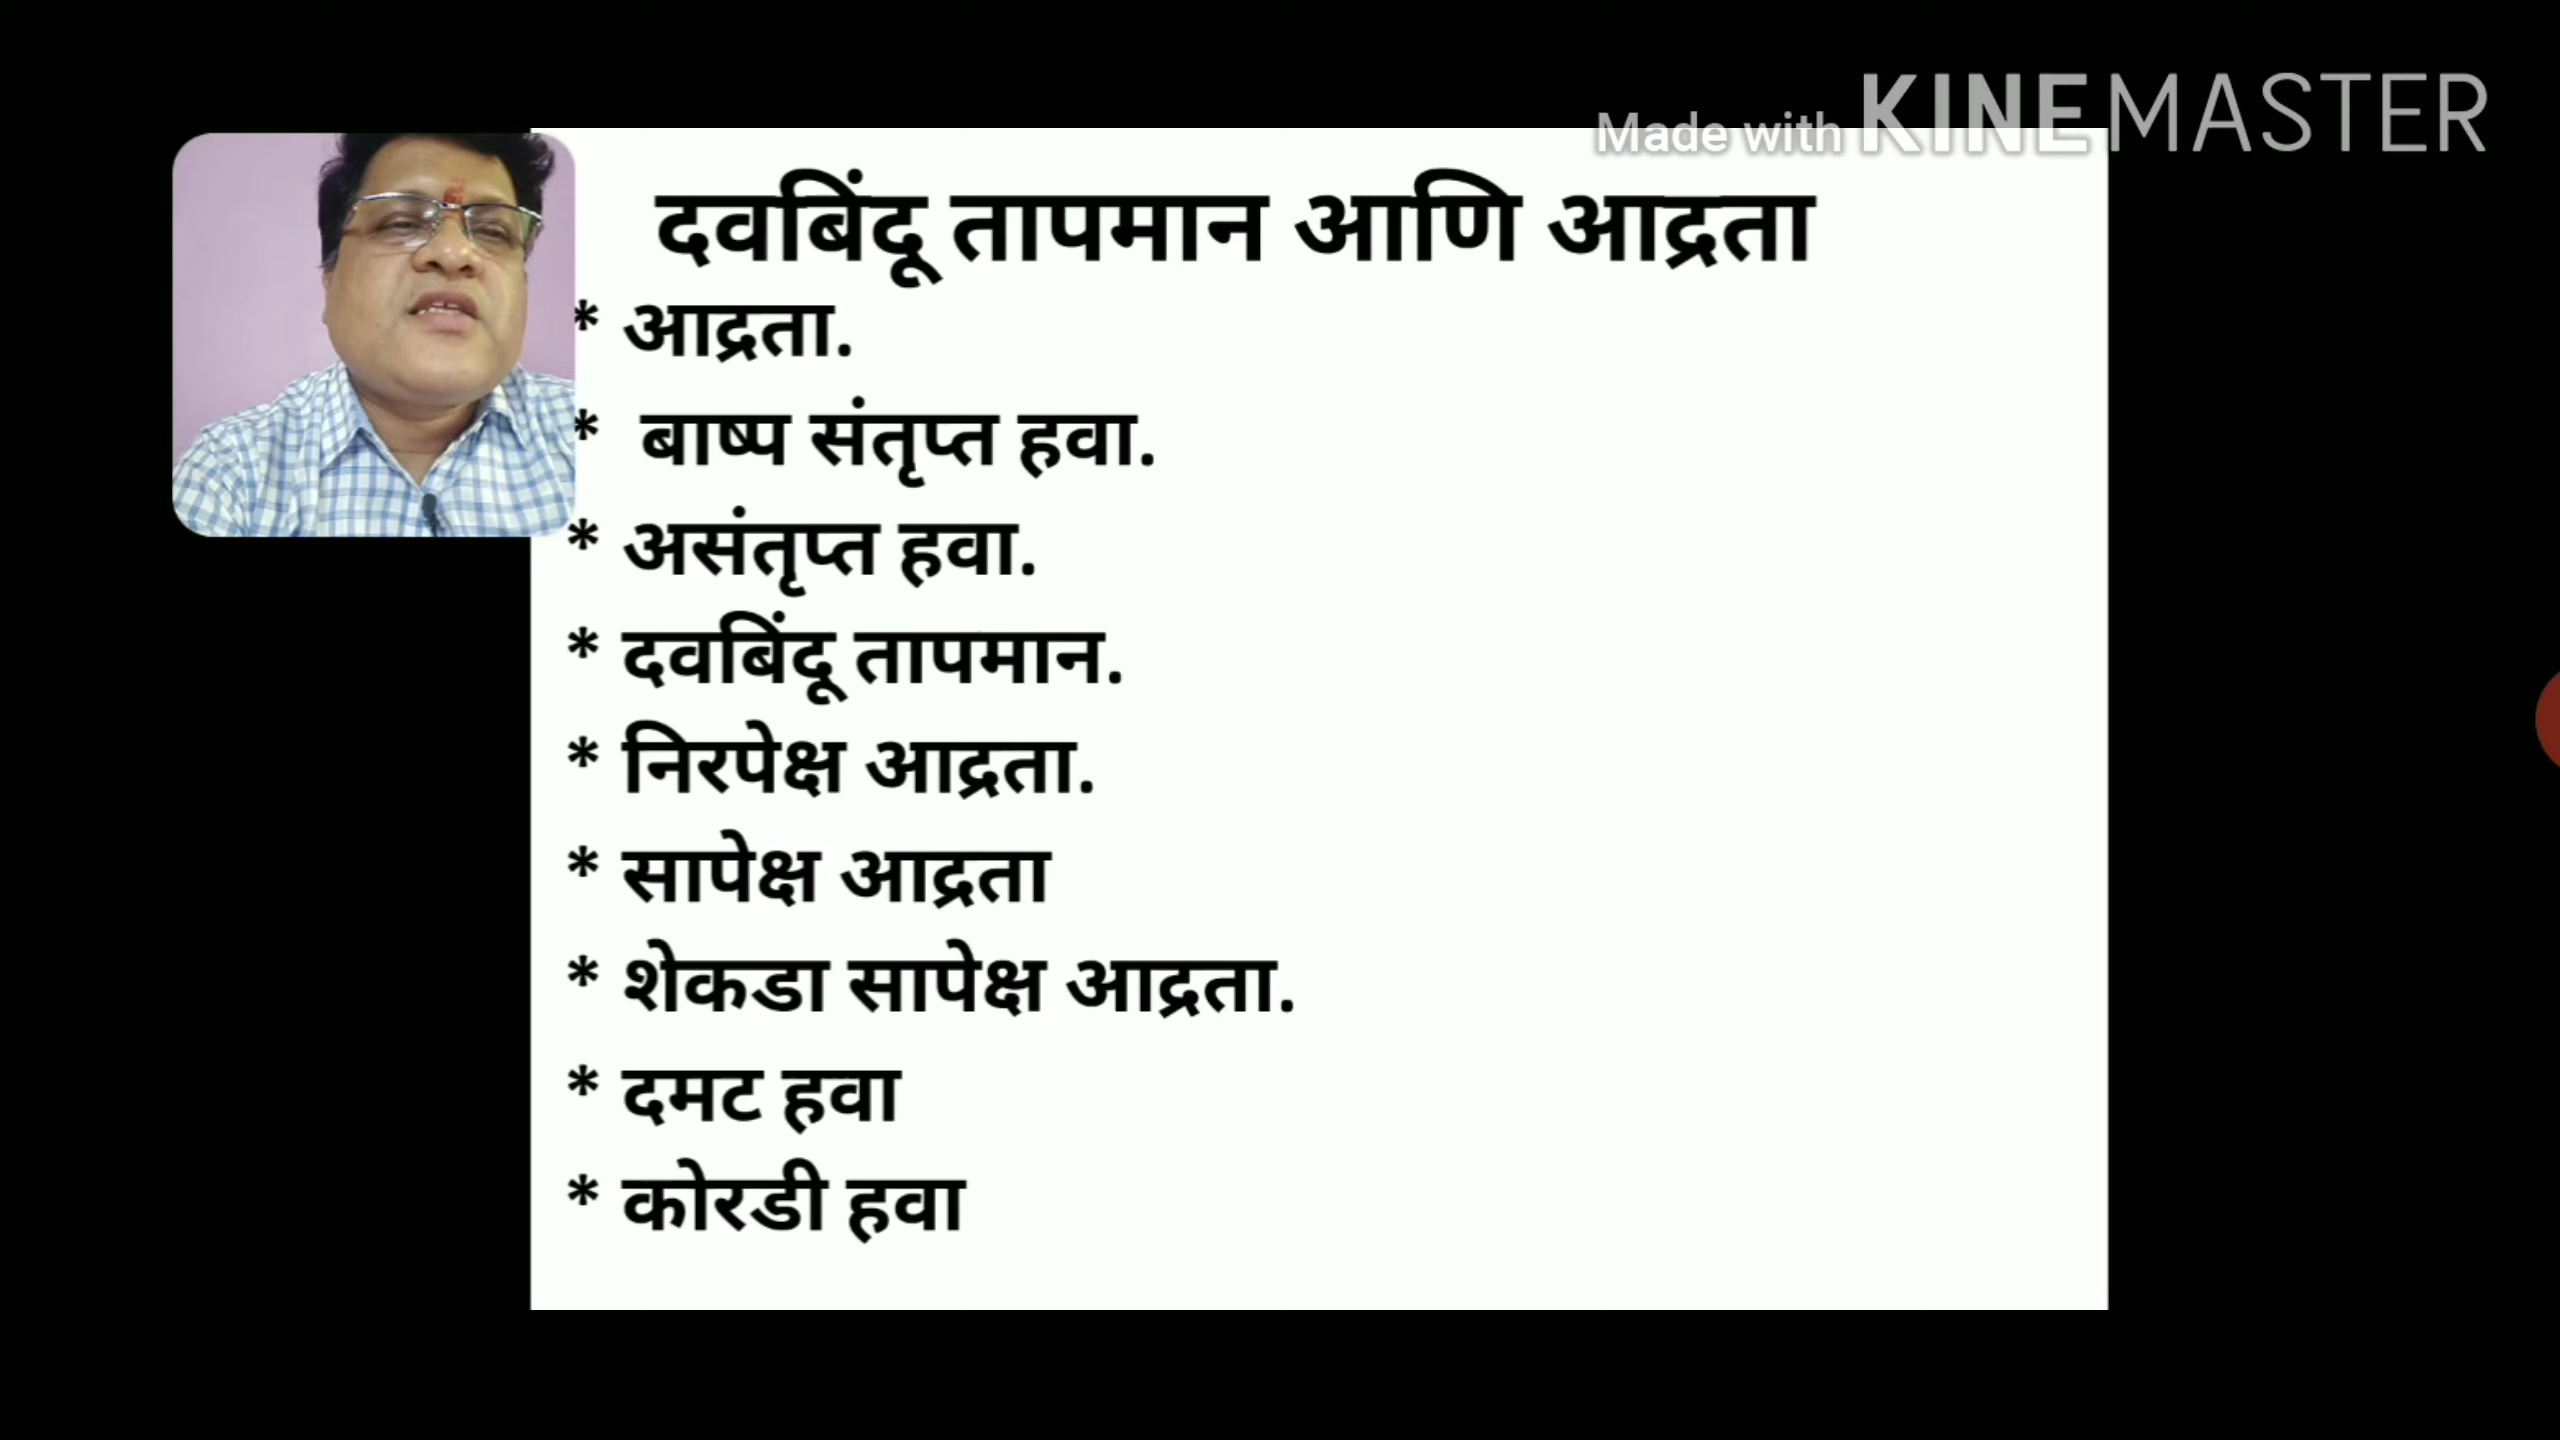 Made with KINEMASTER
दवबिंदू तापमान आणि आद्रता
* आद्रता.
* बाष्प संतृप्त हवा.
* असंतृप्त हवा.
* दवबिंदू तापमान.
* निरपेक्ष आद्रता.
* सापेक्ष आद्रता
* शेकडा सापेक्ष आद्रता.
* दमट हवा
* कोरडी हवा